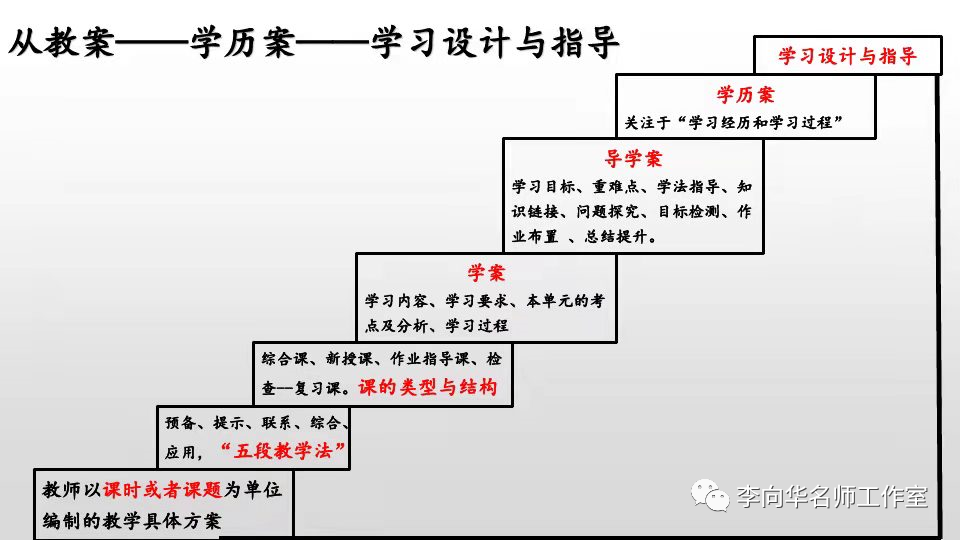 从教案——学历案——学习设计与指导
学习设计与指导
学历案
关注于“学习经历和学习过程”
导学案
学习目标、重难点、学法指导、知
识链接、问题探究、目标检测、作
业布置 、总结提升。
学案
学习内容、学习要求、本单元的考
点及分析、学习过程
综合课、新授课、作业指导课、检
查--复习课。课的类型与结构
预备、提示、联系、综合、
应用，“五段教学法”
教师以课时或者课题为单位
编制的教学具体方案
李向华名师工作室